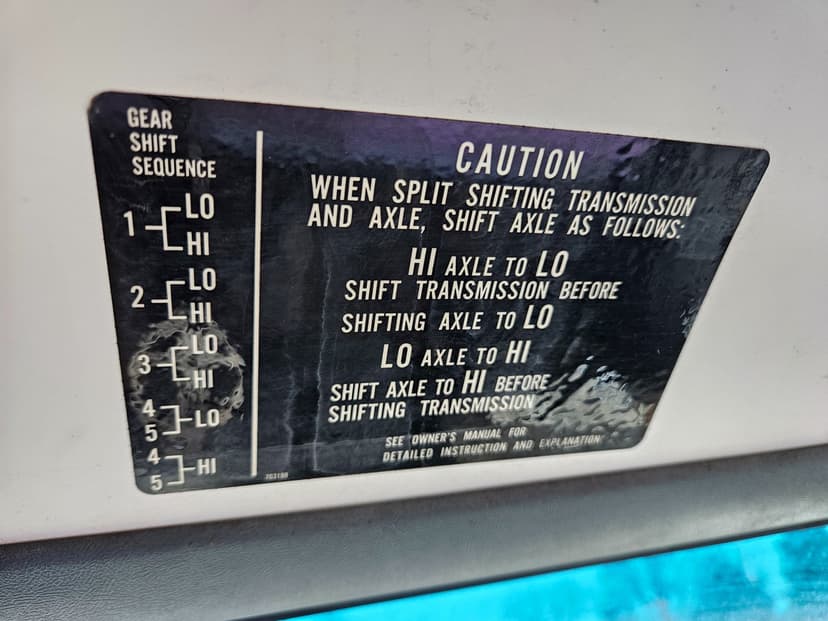 GEAR
SHIFT
SEQUENCE
1 LO
HI
2 LO
HI
3 LO
HI
4
5 LO
4
5 HI
CAUTION
WHEN SPLIT SHIFTING TRANSMISSION
AND AXLE, SHIFT AXLE AS FOLLOWS:
HI AXLE TO LO
SHIFT TRANSMISSION BEFORE
SHIFTING AXLE TO LO
LO AXLE TO HI
SHIFT AXLE TO HI BEFORE
SHIFTING TRANSMISSION
SEE OWNER'S MANUAL FOR
DETAILED INSTRUCTION AND EXPLANATION